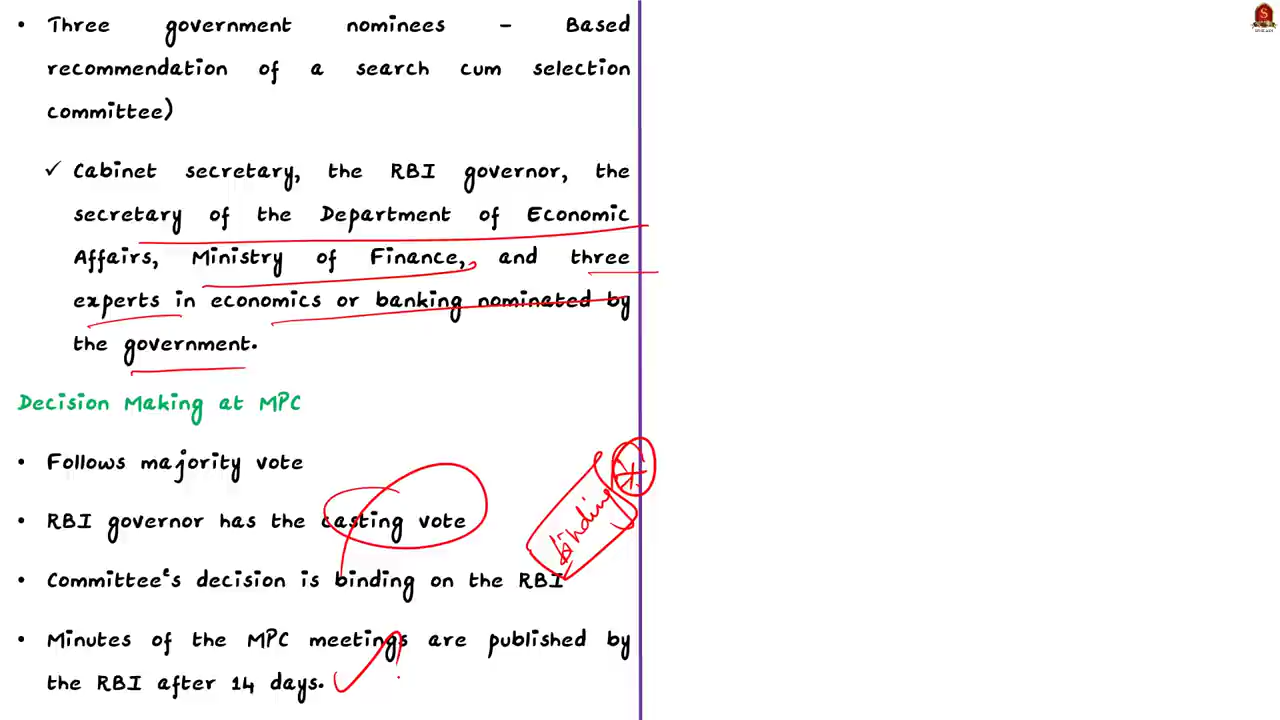 • Three government nominees – Based
recommendation of a search cum selection
committee)
✓ Cabinet secretary, the RBI governor, the
secretary of the Department of Economic
Affairs, Ministry of Finance, and three
experts in economics or banking nominated by
the government.
Decision Making at MPC
• Follows majority vote
• RBI governor has the casting vote
binding
• Committee's decision is binding on the RBI
• Minutes of the MPC meetings are published by
the RBI after 14 days.